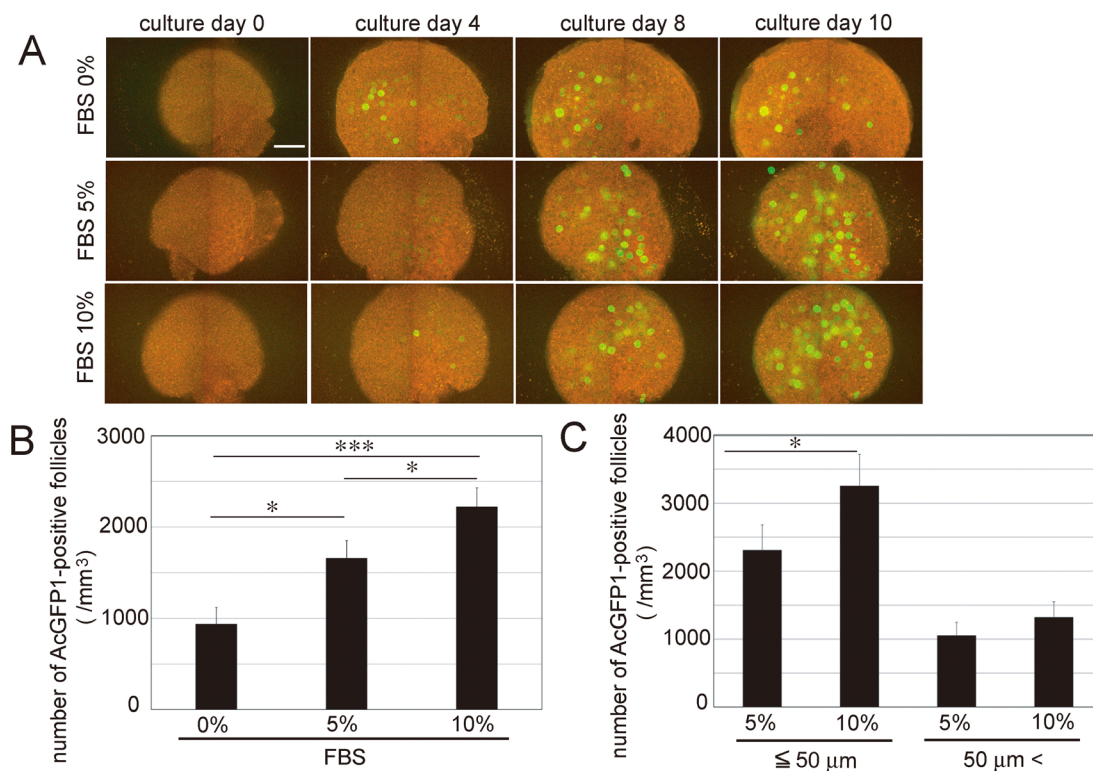 A
culture day 0 culture day 4 culture day 8 culture day 10
FBS 0%
FBS 5%
FBS 10%
B
number of AcGFP1-positive follicles
( /mm³)
3000
2000
1000
0
***
*
*
0% 5% 10%
FBS
C
number of AcGFP1-positive follicles
( /mm³)
4000
3000
2000
1000
0
*
5% 10% 5% 10%
≦ 50 μm 50 μm <